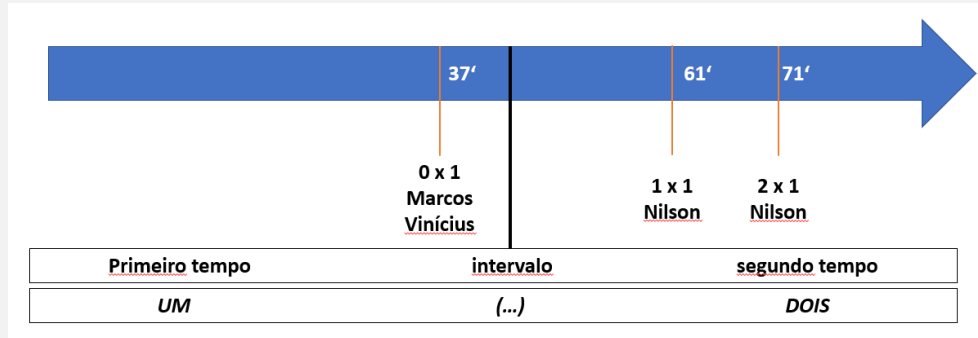 37‘
61‘
71‘
0 x 1
Marcos
Vinícius
1 x 1
Nilson
2 x 1
Nilson
Primeiro tempo
intervalo
segundo tempo
UM
(...)
DOIS